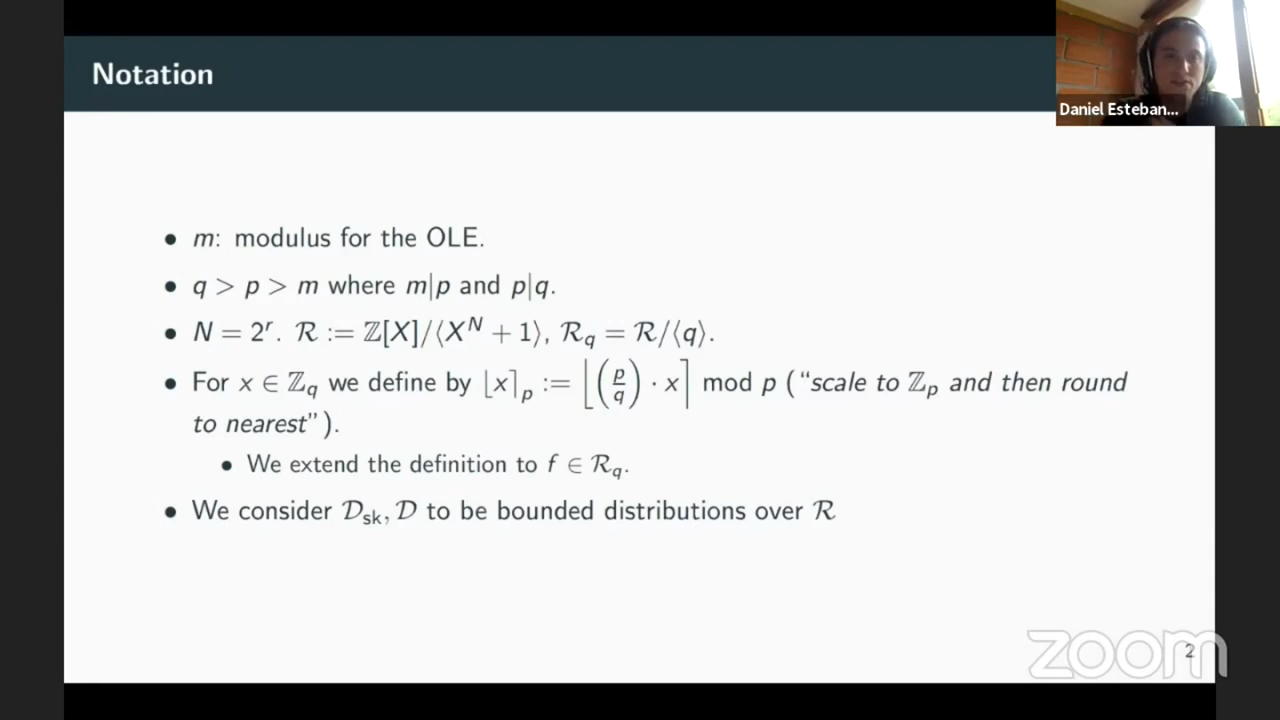 Notation
Daniel Esteban...
• m: modulus for the OLE.
• q > p > m where m|p and p|q.
• N = 2^r. ℛ := ℤ[X]/⟨X^N + 1⟩, ℛ_q = ℛ/⟨q⟩.
• For x ∈ ℤ_q we define by ⌊x⌉_p := ⌊(p/q) · x⌉ mod p (“scale to ℤ_p and then round
to nearest”).
• We extend the definition to f ∈ ℛ_q.
• We consider 𝒟_sk, 𝒟 to be bounded distributions over ℛ
zoom
2